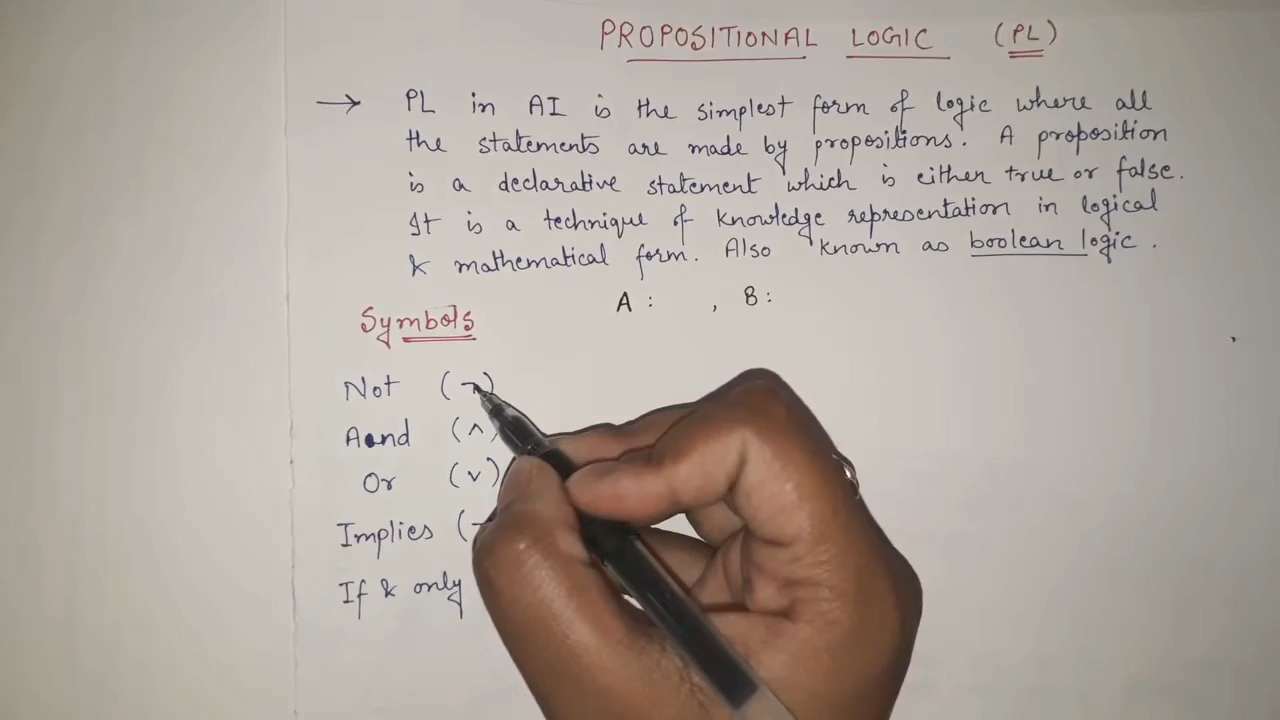 PROPOSITIONAL LOGIC (PL)
→ PL in AI is the simplest form of logic where all
the statements are made by propositions. A proposition
is a declarative statement which is either true or false.
It is a technique of knowledge representation in logical
& mathematical form. Also known as boolean logic.
A : , B :
Symbols
Not (¬)
And (^)
Or (v)
Implies (
If & only